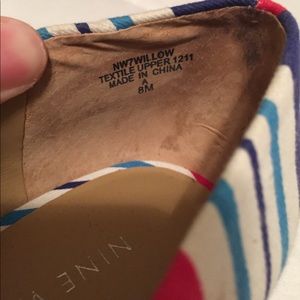 NW7WILLOW
TEXTILE UPPER 1211
MADE IN CHINA
A
8M
NINE